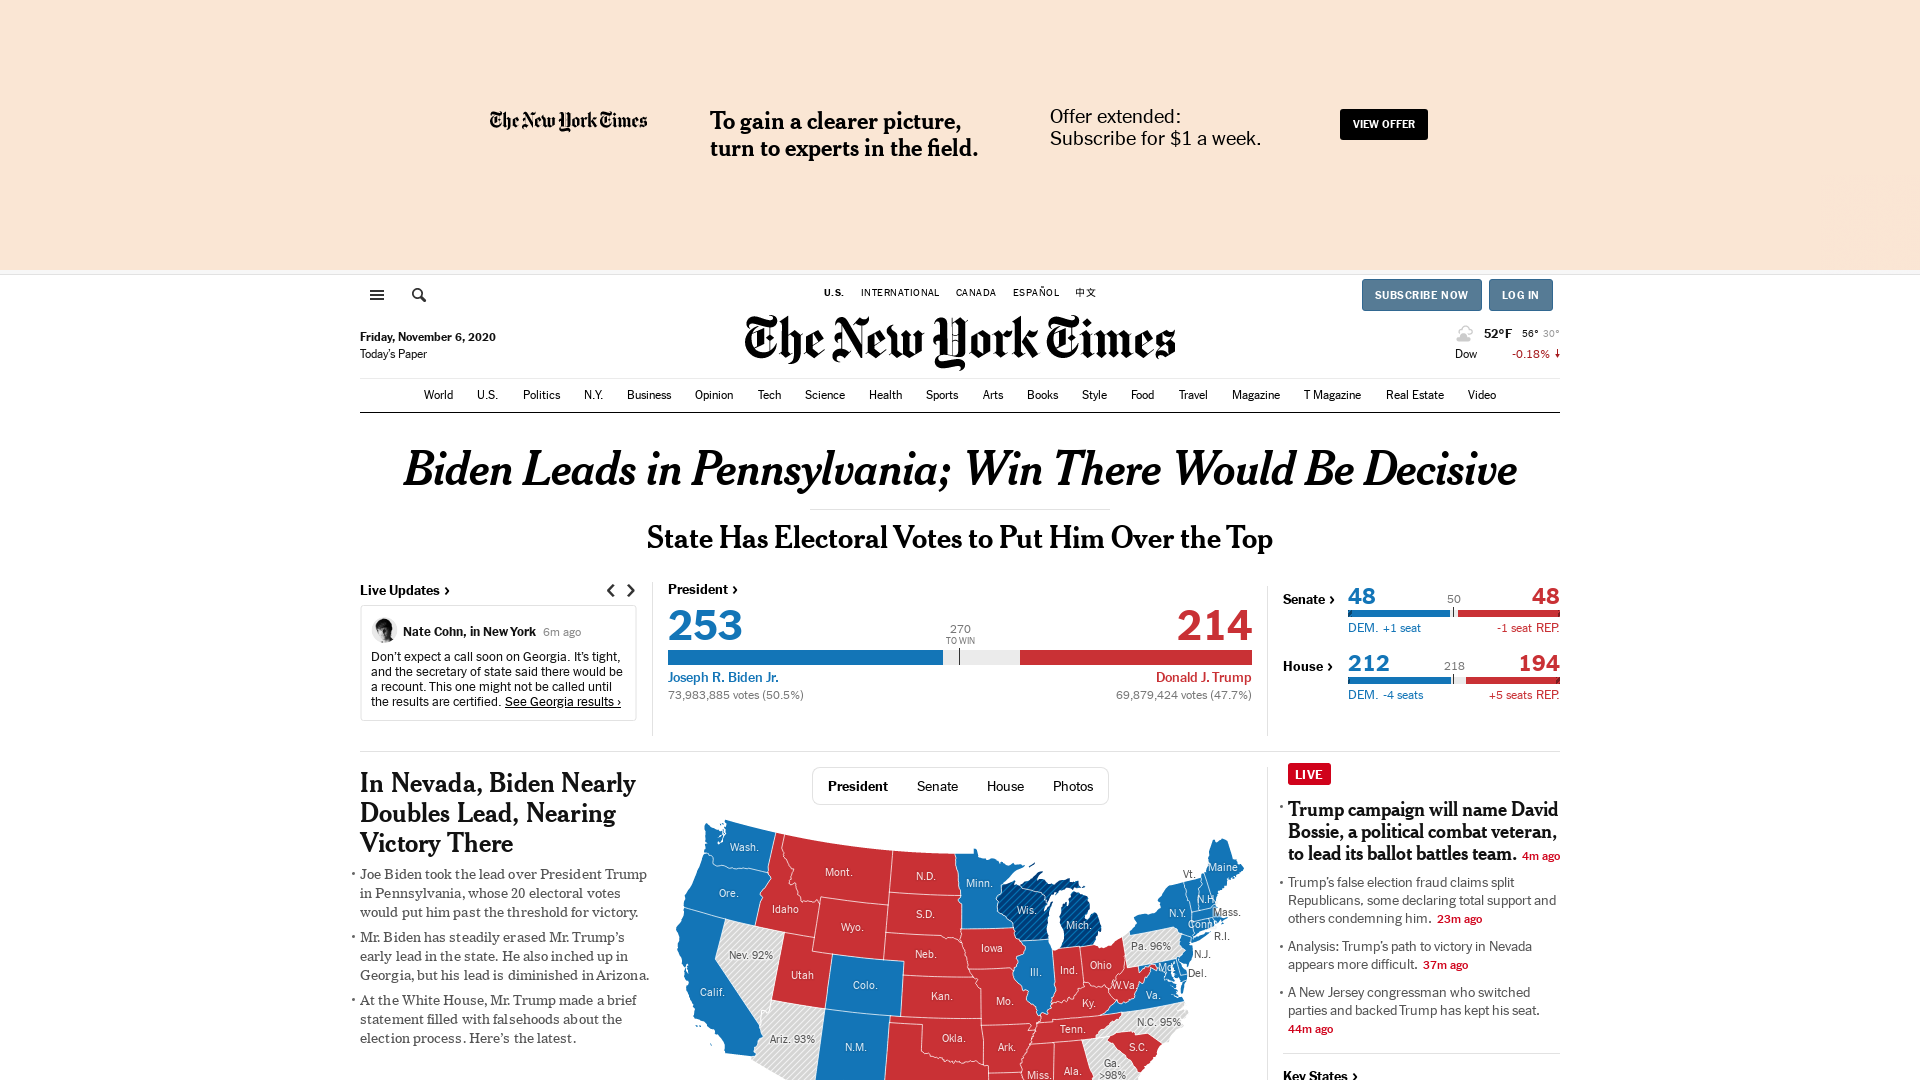 The New York Times
To gain a clearer picture,
turn to experts in the field.
Offer extended:
Subscribe for $1 a week.
VIEW OFFER
U.S. INTERNATIONAL CANADA ESPAÑOL 中文
SUBSCRIBE NOW LOG IN
Friday, November 6, 2020
Today's Paper
The New York Times
52°F 56° 30°
Dow -0.18% ↓
World U.S. Politics N.Y. Business Opinion Tech Science Health Sports Arts Books Style Food Travel Magazine T Magazine Real Estate Video
Biden Leads in Pennsylvania; Win There Would Be Decisive
State Has Electoral Votes to Put Him Over the Top
Live Updates ›
Nate Cohn, in New York 6m ago
Don't expect a call soon on Georgia. It's tight,
and the secretary of state said there would be
a recount. This one might not be called until
the results are certified. See Georgia results ›
President ›
253 214
270
TO WIN
Joseph R. Biden Jr. Donald J. Trump
73,983,885 votes (50.5%) 69,879,424 votes (47.7%)
Senate › 48 50 48
DEM. +1 seat -1 seat REP.
House › 212 218 194
DEM. -4 seats +5 seats REP.
In Nevada, Biden Nearly
Doubles Lead, Nearing
Victory There
• Joe Biden took the lead over President Trump
in Pennsylvania, whose 20 electoral votes
would put him past the threshold for victory.
• Mr. Biden has steadily erased Mr. Trump's
early lead in the state. He also inched up in
Georgia, but his lead is diminished in Arizona.
• At the White House, Mr. Trump made a brief
statement filled with falsehoods about the
election process. Here's the latest.
President Senate House Photos
Wash.
Mont.
N.D.
Minn.
Vt.
Maine
Ore.
Idaho
S.D.
Wis.
Mich.
N.Y.
N.H.
Mass.
Conn.
R.I.
Wyo.
Iowa
Nev. 92%
Neb.
Pa. 96%
N.J.
Utah
Colo.
Ill.
Ind.
Ohio
Md.
Del.
Calif.
Kan.
Mo.
W.Va.
Va.
Ky.
N.C. 95%
Ariz. 93%
N.M.
Okla.
Ark.
Tenn.
S.C.
Miss.
Ala.
Ga.
>98%
LIVE
• Trump campaign will name David
Bossie, a political combat veteran,
to lead its ballot battles team. 4m ago
• Trump's false election fraud claims split
Republicans, some declaring total support and
others condemning him. 23m ago
• Analysis: Trump's path to victory in Nevada
appears more difficult. 37m ago
• A New Jersey congressman who switched
parties and backed Trump has kept his seat.
44m ago
Key States ›